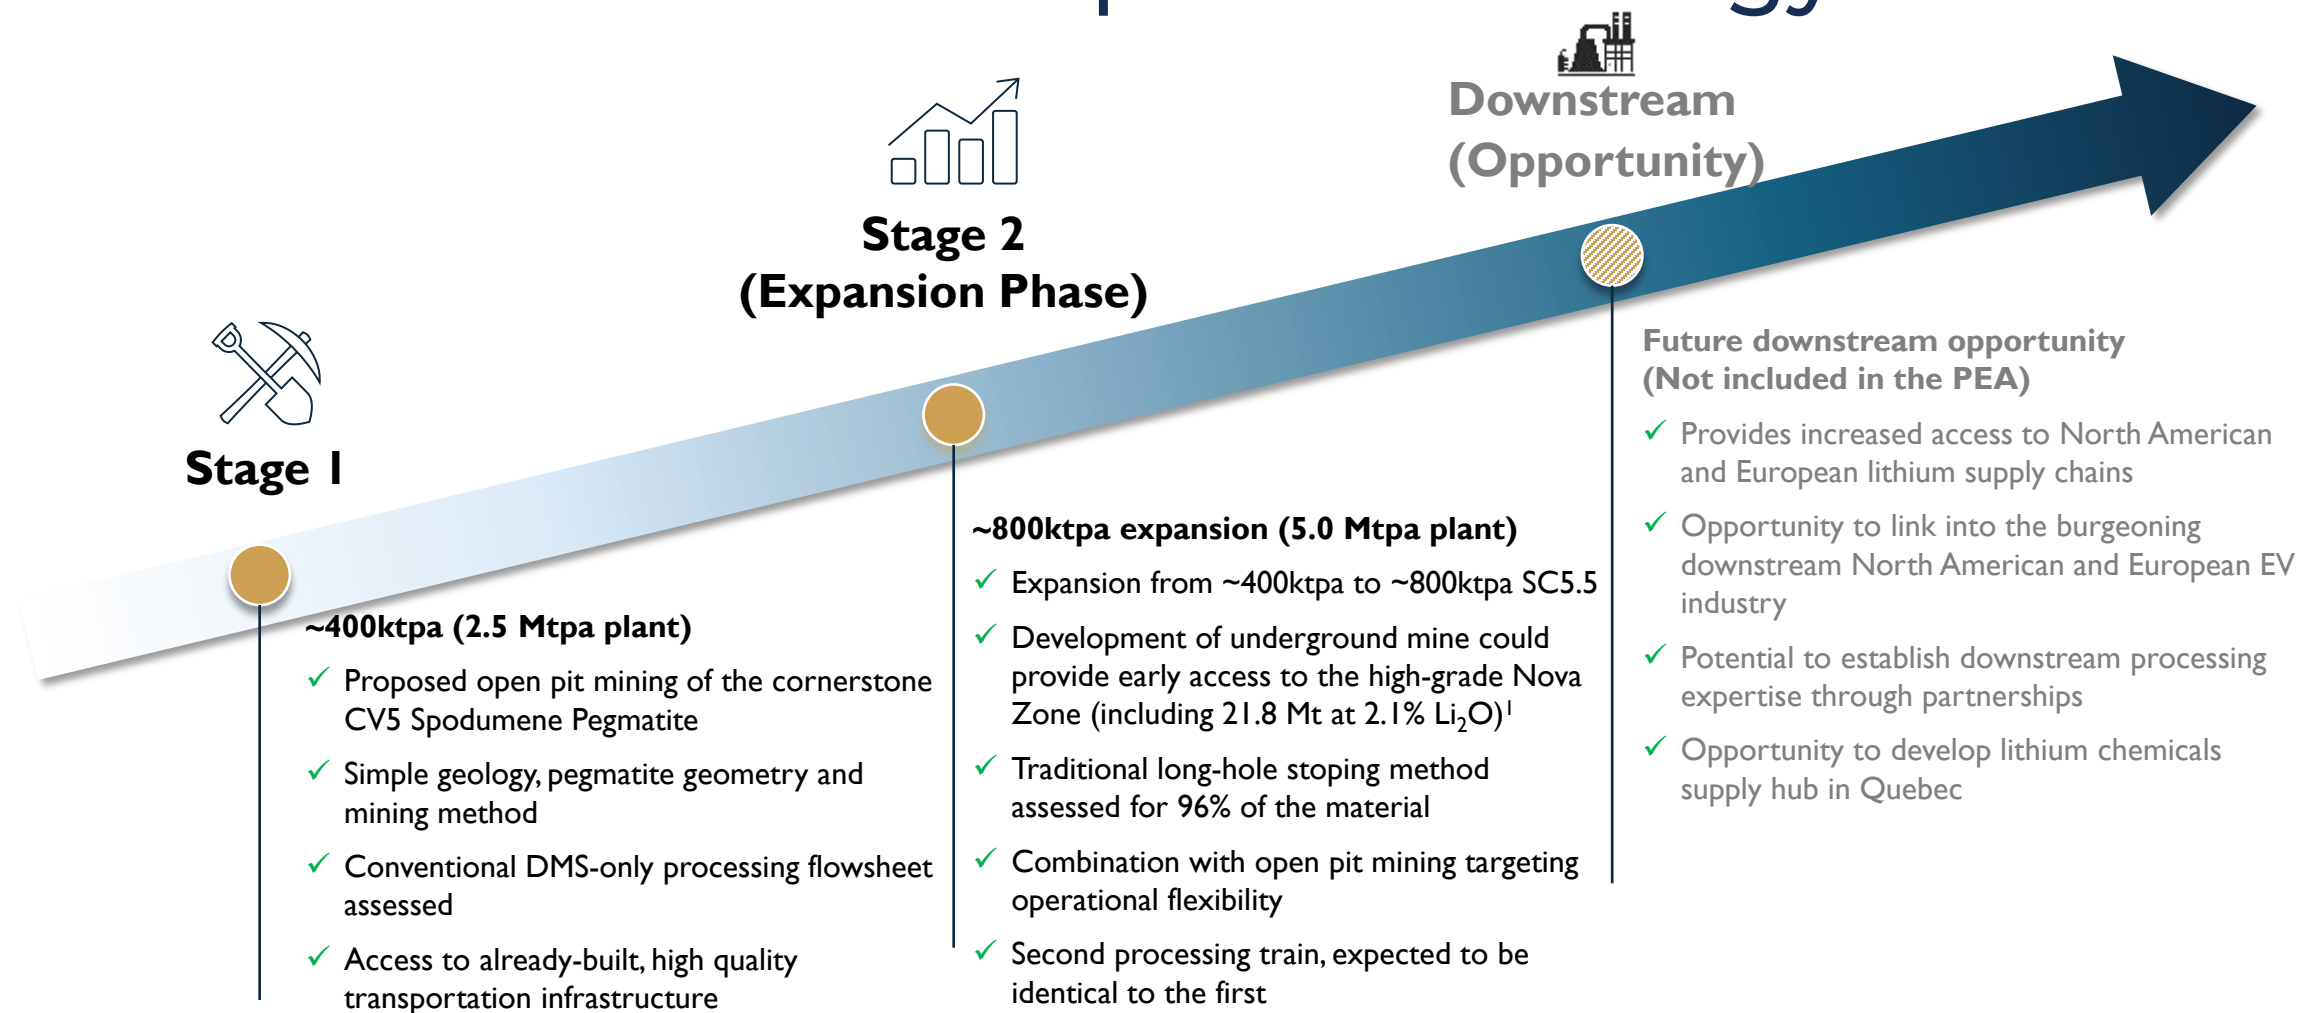 Stage 1
~400ktpa (2.5 Mtpa plant)
✓ Proposed open pit mining of the cornerstone
CV5 Spodumene Pegmatite
✓ Simple geology, pegmatite geometry and
mining method
✓ Conventional DMS-only processing flowsheet
assessed
✓ Access to already-built, high quality
transportation infrastructure
Stage 2
(Expansion Phase)
~800ktpa expansion (5.0 Mtpa plant)
✓ Expansion from ~400ktpa to ~800ktpa SC5.5
✓ Development of underground mine could
provide early access to the high-grade Nova
Zone (including 21.8 Mt at 2.1% Li₂O)¹
✓ Traditional long-hole stoping method
assessed for 96% of the material
✓ Combination with open pit mining targeting
operational flexibility
✓ Second processing train, expected to be
identical to the first
Downstream
(Opportunity)
Future downstream opportunity
(Not included in the PEA)
✓ Provides increased access to North American
and European lithium supply chains
✓ Opportunity to link into the burgeoning
downstream North American and European EV
industry
✓ Potential to establish downstream processing
expertise through partnerships
✓ Opportunity to develop lithium chemicals
supply hub in Quebec